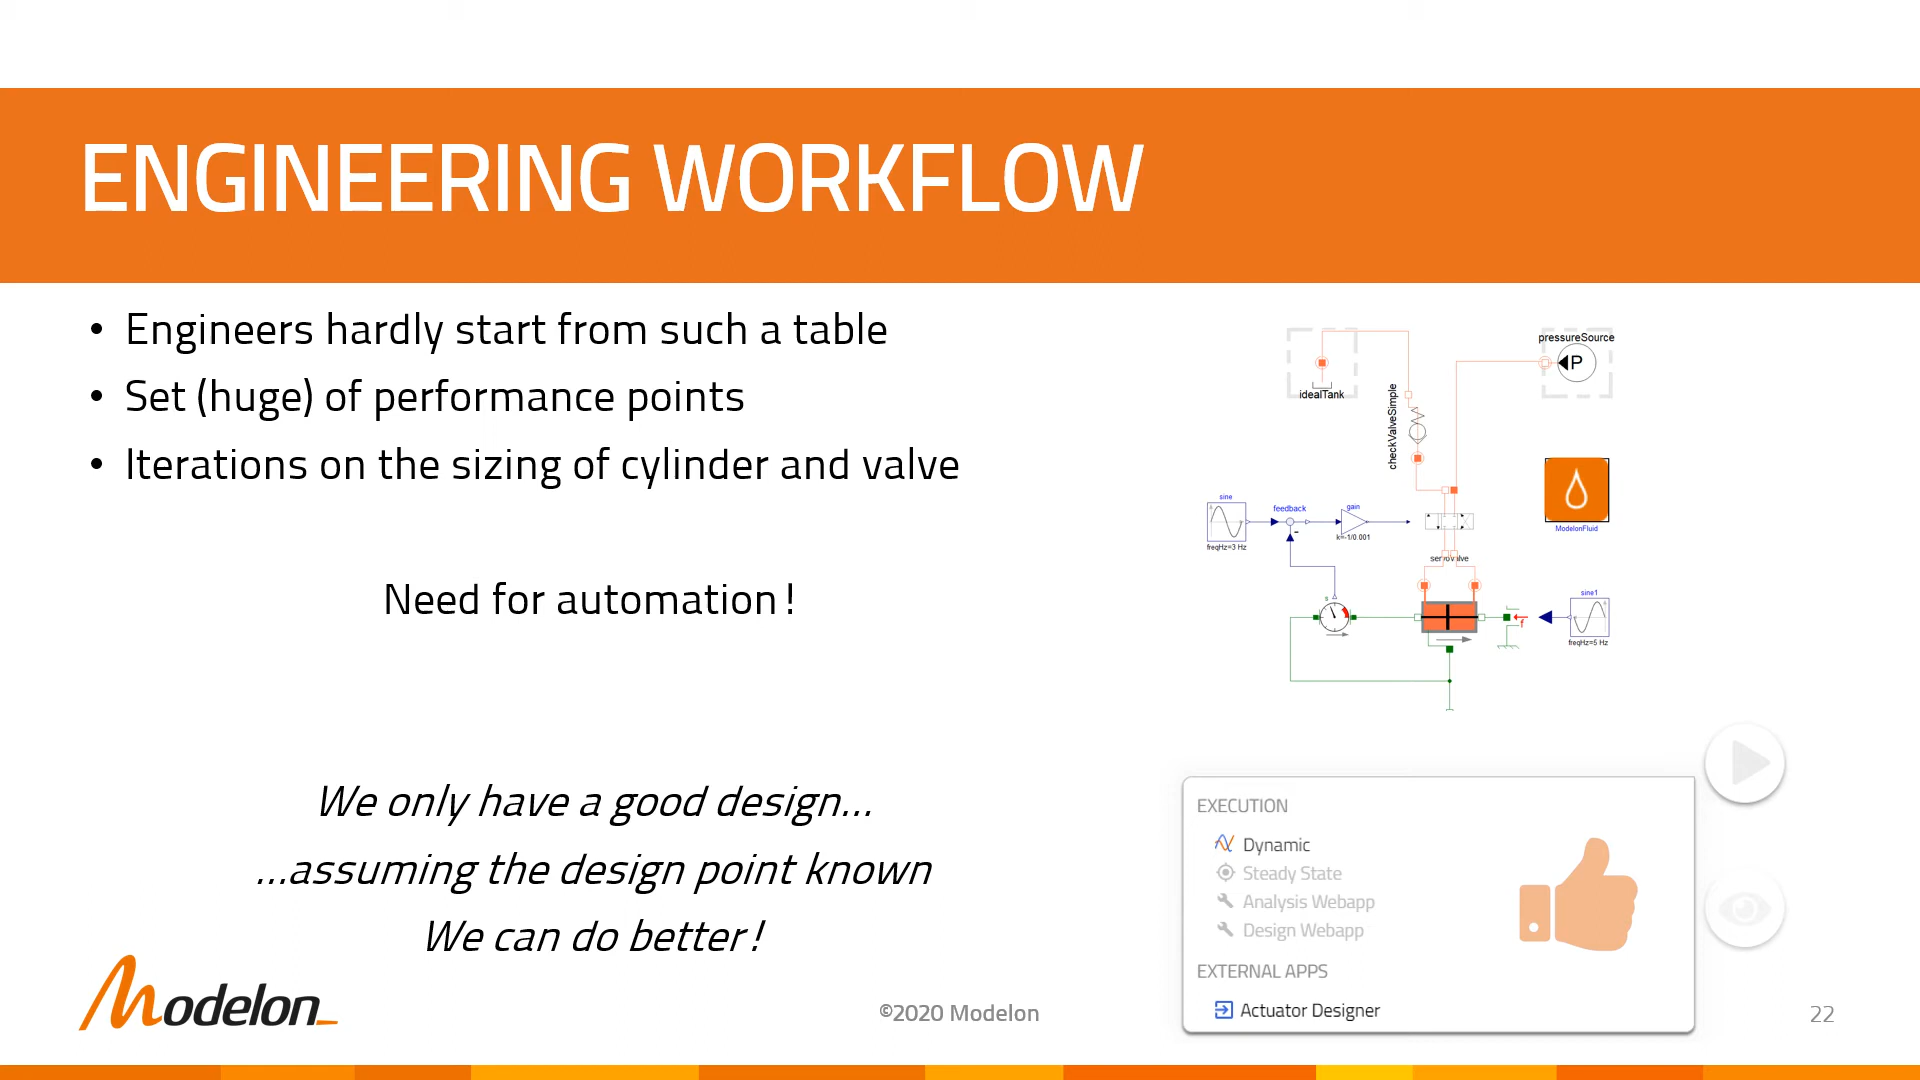 ENGINEERING WORKFLOW
• Engineers hardly start from such a table
• Set (huge) of performance points
• Iterations on the sizing of cylinder and valve
Need for automation!
We only have a good design...
...assuming the design point known
We can do better!
pressureSource
P
idealTank
checkValveSimple
ModelonFluid
sine
freqHz=3 Hz
feedback
gain
k=-1/0.001
servoValve
s
f
sine1
freqHz=5 Hz
EXECUTION
Dynamic
Steady State
Analysis Webapp
Design Webapp
EXTERNAL APPS
Actuator Designer
Modelon
©2020 Modelon
22